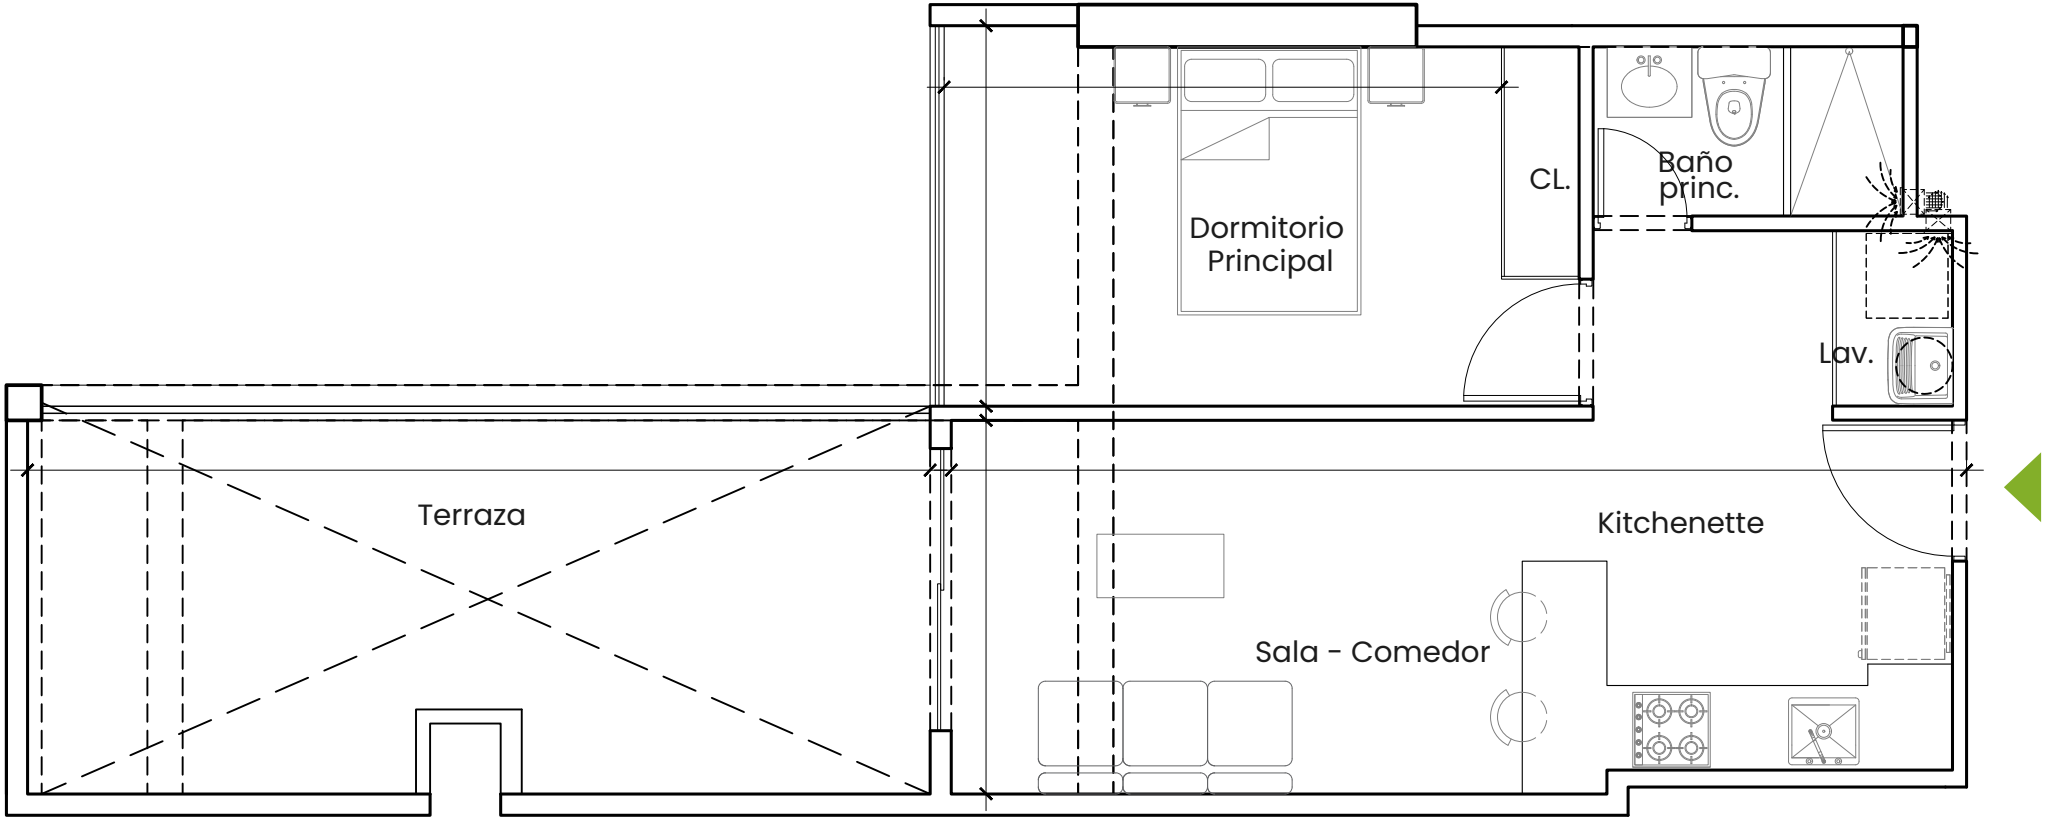 CL.
Baño
princ.
Dormitorio
Principal
Lav.
Terraza
Kitchenette
Sala - Comedor